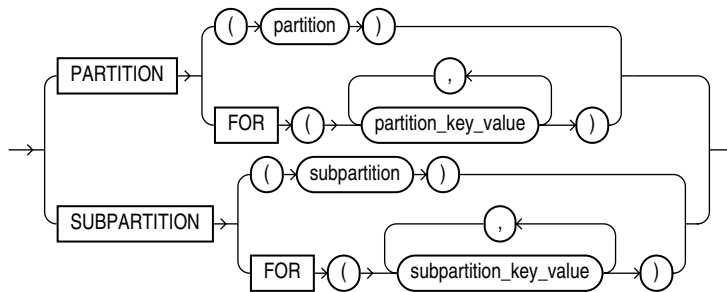 ( partition )
PARTITION
,
FOR ( partition_key_value )
( subpartition )
SUBPARTITION
,
FOR ( subpartition_key_value )